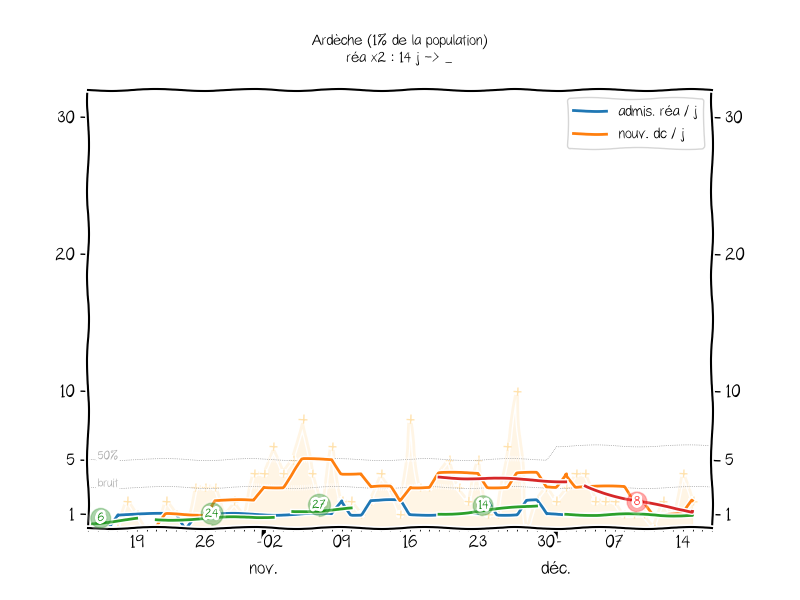 Ardèche (1% de la population)
réa x2 : 14 j -> _
admis. réa / j
nouv. dc / j
30
30
20
20
10
10
50%
5
5
bruit
1
1
6
24
27
14
8
19 26 -02 09 16 23 30- 07 14
nov. déc.